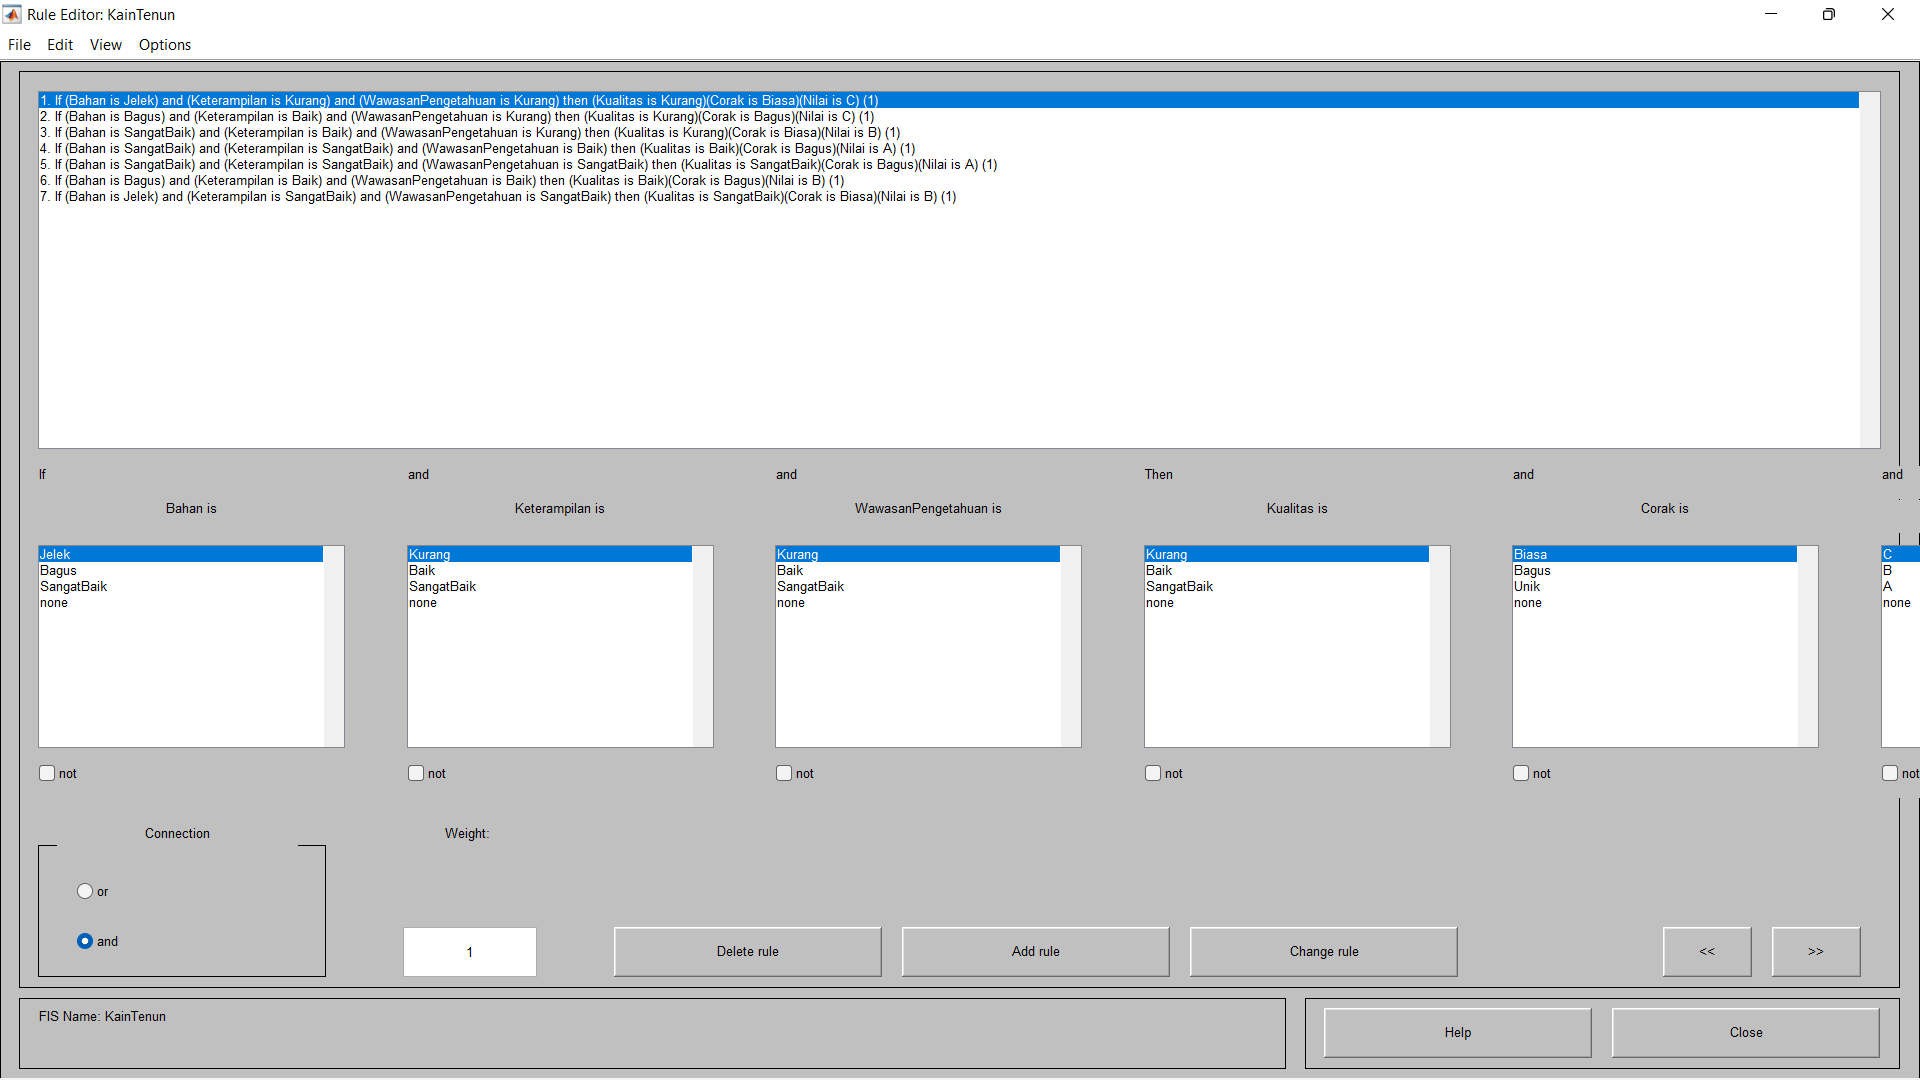 Rule Editor: KainTenun
File Edit View Options
1. If (Bahan is Jelek) and (Keterampilan is Kurang) and (WawasanPengetahuan is Kurang) then (Kualitas is Kurang)(Corak is Biasa)(Nilai is C) (1)
2. If (Bahan is Bagus) and (Keterampilan is Baik) and (WawasanPengetahuan is Kurang) then (Kualitas is Kurang)(Corak is Bagus)(Nilai is C) (1)
3. If (Bahan is SangatBaik) and (Keterampilan is Baik) and (WawasanPengetahuan is Kurang) then (Kualitas is Kurang)(Corak is Biasa)(Nilai is B) (1)
4. If (Bahan is SangatBaik) and (Keterampilan is SangatBaik) and (WawasanPengetahuan is Baik) then (Kualitas is Baik)(Corak is Bagus)(Nilai is A) (1)
5. If (Bahan is SangatBaik) and (Keterampilan is SangatBaik) and (WawasanPengetahuan is SangatBaik) then (Kualitas is SangatBaik)(Corak is Bagus)(Nilai is A) (1)
6. If (Bahan is Bagus) and (Keterampilan is Baik) and (WawasanPengetahuan is Baik) then (Kualitas is Baik)(Corak is Bagus)(Nilai is B) (1)
7. If (Bahan is Jelek) and (Keterampilan is SangatBaik) and (WawasanPengetahuan is SangatBaik) then (Kualitas is SangatBaik)(Corak is Biasa)(Nilai is B) (1)
If and and Then and and
Bahan is Keterampilan is WawasanPengetahuan is Kualitas is Corak is
Jelek Kurang Kurang Kurang Biasa C
Bagus Baik Baik Baik Bagus B
SangatBaik SangatBaik SangatBaik SangatBaik Unik A
none none none none none none
not not not not not not
Connection Weight:
or
and
1 Delete rule Add rule Change rule << >>
FIS Name: KainTenun
Help Close